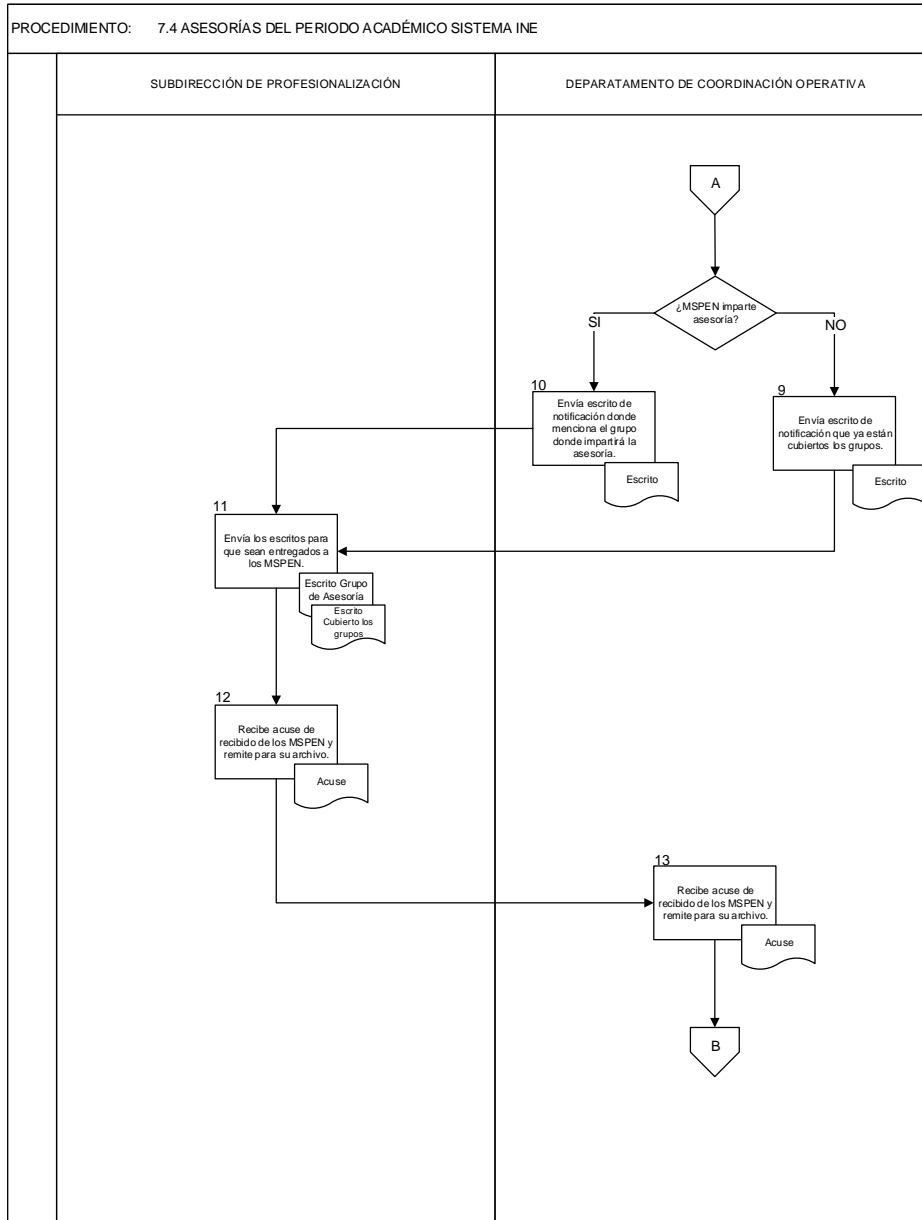 PROCEDIMIENTO: 7.4 ASESORÍAS DEL PERIODO ACADÉMICO SISTEMA INE
SUBDIRECCIÓN DE PROFESIONALIZACIÓN
DEPARATAMENTO DE COORDINACIÓN OPERATIVA
A
¿MSPEN imparte
asesoría?
SI
NO
10
Envía escrito de
notificación donde
menciona el grupo
donde impartirá la
asesoría.
Escrito
9
Envía escrito de
notificación que ya están
cubiertos los grupos.
Escrito
11
Envía los escritos para
que sean entregados a
los MSPEN.
Escrito Grupo
de Asesoría
Escrito
Cubierto los
grupos
12
Recibe acuse de
recibido de los MSPEN y
remite para su archivo.
Acuse
13
Recibe acuse de
recibido de los MSPEN y
remite para su archivo.
Acuse
B